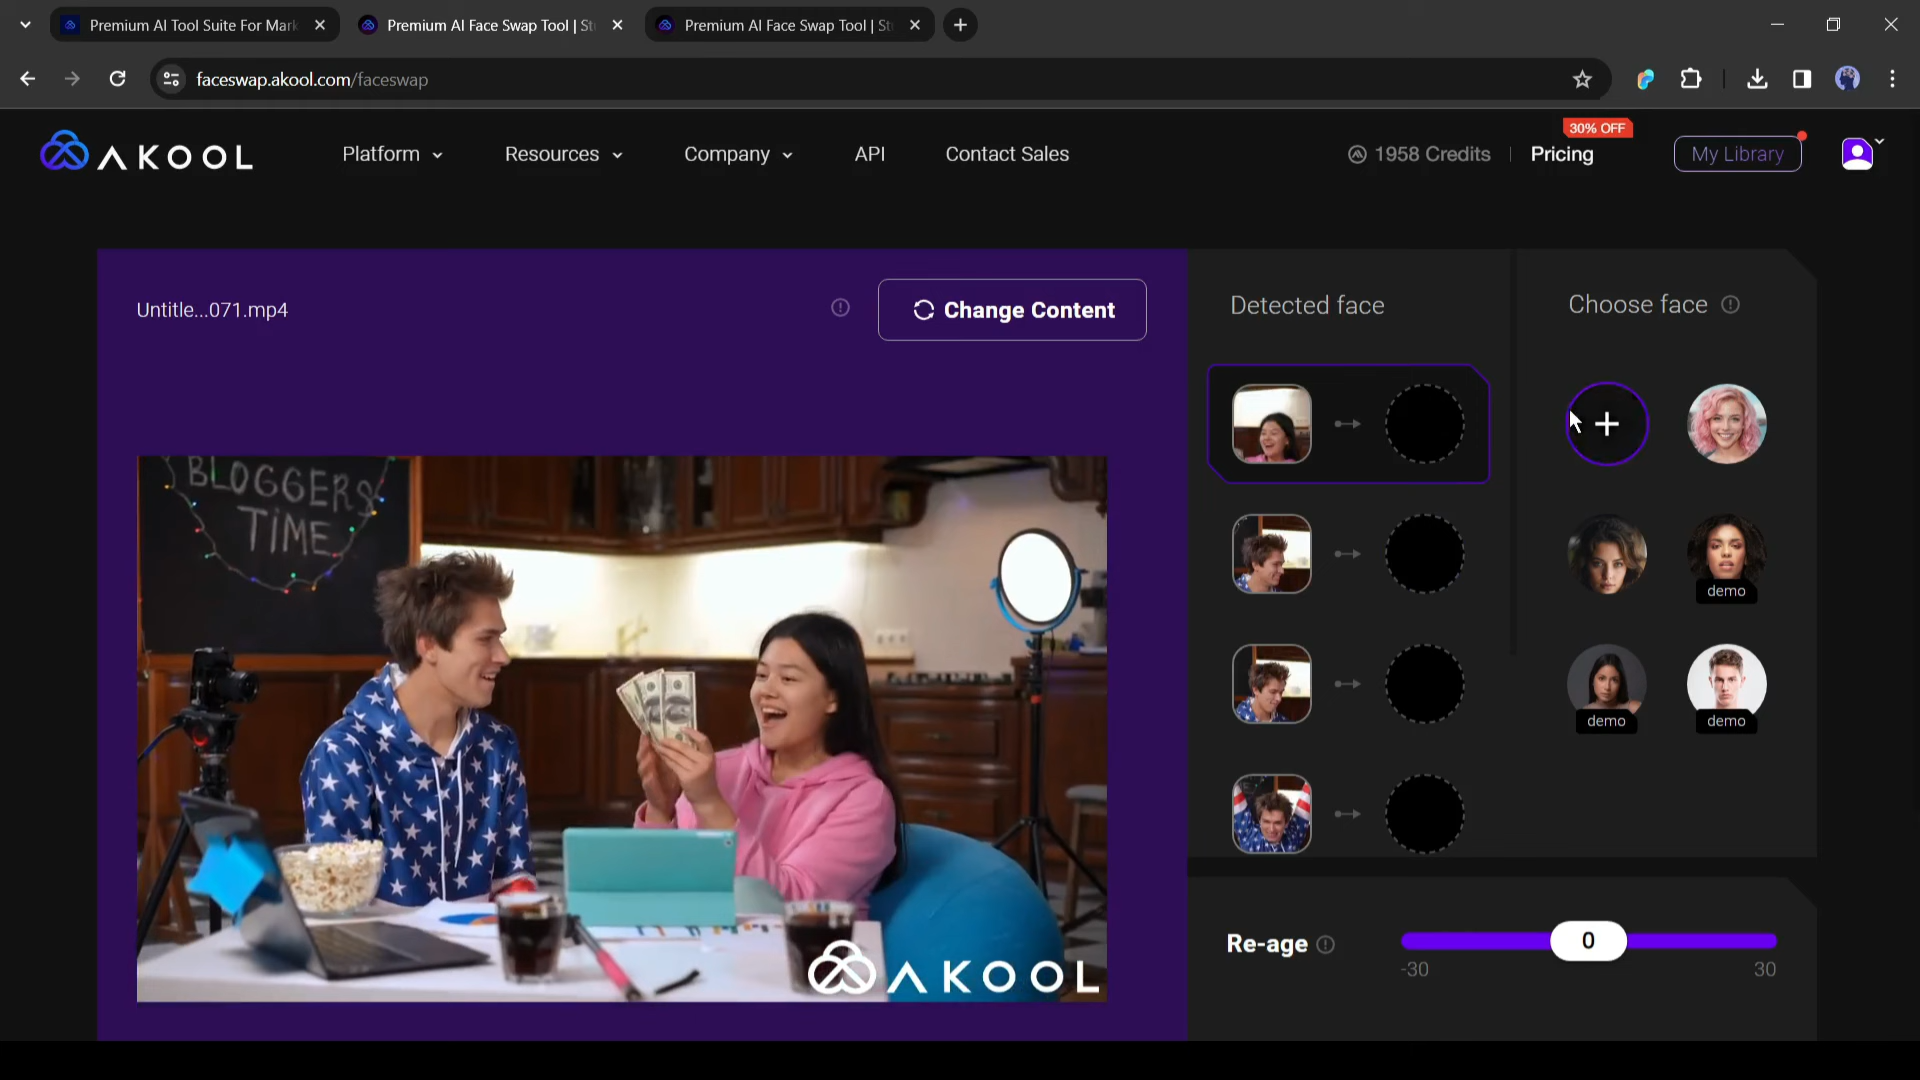 Premium AI Tool Suite For Mark
Premium AI Face Swap Tool | St
Premium AI Face Swap Tool | St
faceswap.akool.com/faceswap
AKOOL
Platform
Resources
Company
API
Contact Sales
1958 Credits
30% OFF
Pricing
My Library
Untitle...071.mp4
Change Content
Detected face
Choose face
BLOGGERS
TIME
demo
demo
demo
AKOOL
Re-age
0
-30
30